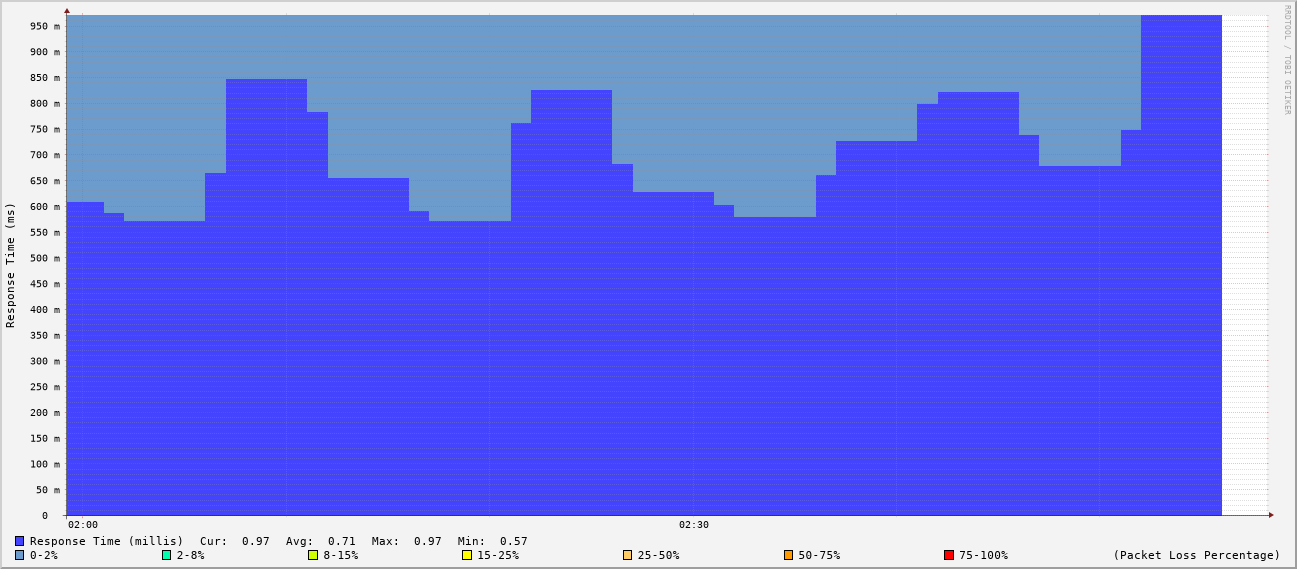 RRDTOOL / TOBI OETIKER
Response Time (ms)
950 m
900 m
850 m
800 m
750 m
700 m
650 m
600 m
550 m
500 m
450 m
400 m
350 m
300 m
250 m
200 m
150 m
100 m
50 m
0
02:00 02:30
Response Time (millis) Cur: 0.97 Avg: 0.71 Max: 0.97 Min: 0.57
0-2% 2-8% 8-15% 15-25% 25-50% 50-75% 75-100% (Packet Loss Percentage)